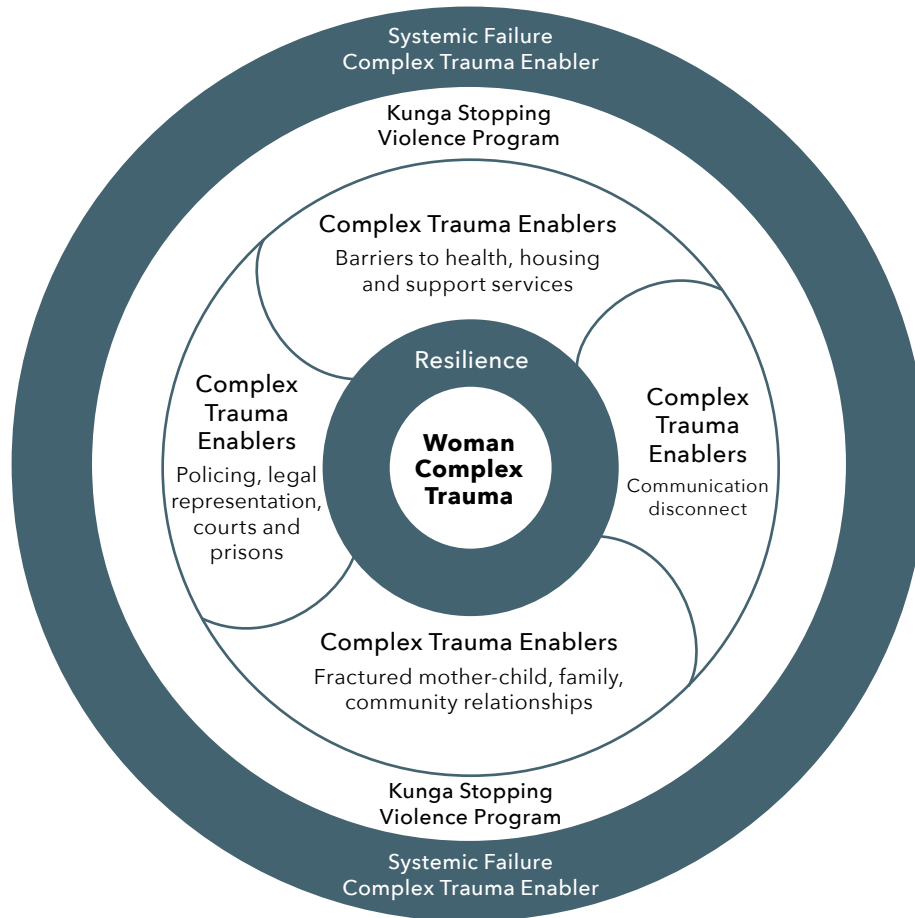 Systemic Failure
Complex Trauma Enabler
Kunga Stopping
Violence Program
Complex Trauma Enablers
Barriers to health, housing
and support services
Resilience
Woman
Complex
Trauma
Complex
Trauma
Enablers
Policing, legal
representation,
courts and
prisons
Complex
Trauma
Enablers
Communication
disconnect
Complex Trauma Enablers
Fractured mother-child, family,
community relationships
Kunga Stopping
Violence Program
Systemic Failure
Complex Trauma Enabler